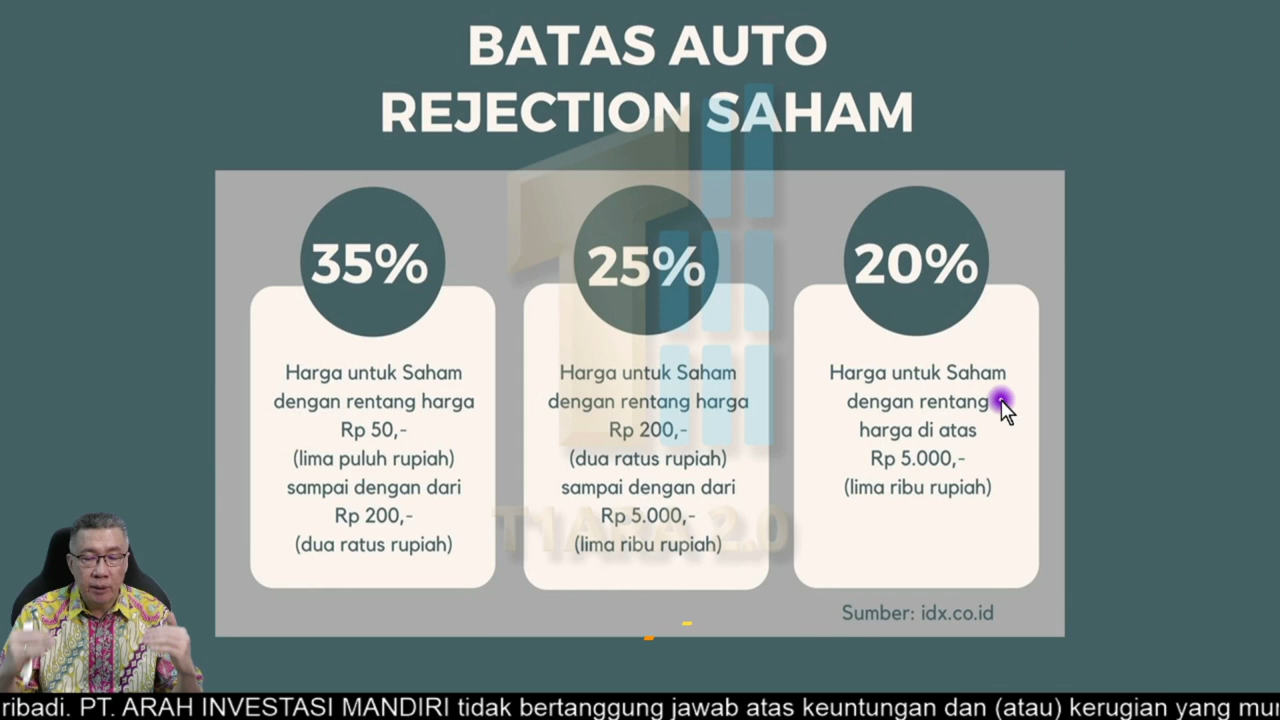 BATAS AUTO
REJECTION SAHAM
35%
Harga untuk Saham
dengan rentang harga
Rp 50,-
(lima puluh rupiah)
sampai dengan dari
Rp 200,-
(dua ratus rupiah)
25%
Harga untuk Saham
dengan rentang harga
Rp 200,-
(dua ratus rupiah)
sampai dengan dari
Rp 5.000,-
(lima ribu rupiah)
20%
Harga untuk Saham
dengan rentang
harga di atas
Rp 5.000,-
(lima ribu rupiah)
T1ARA 2.0
Sumber: idx.co.id
ribadi. PT. ARAH INVESTASI MANDIRI tidak bertanggung jawab atas keuntungan dan (atau) kerugian yang mun